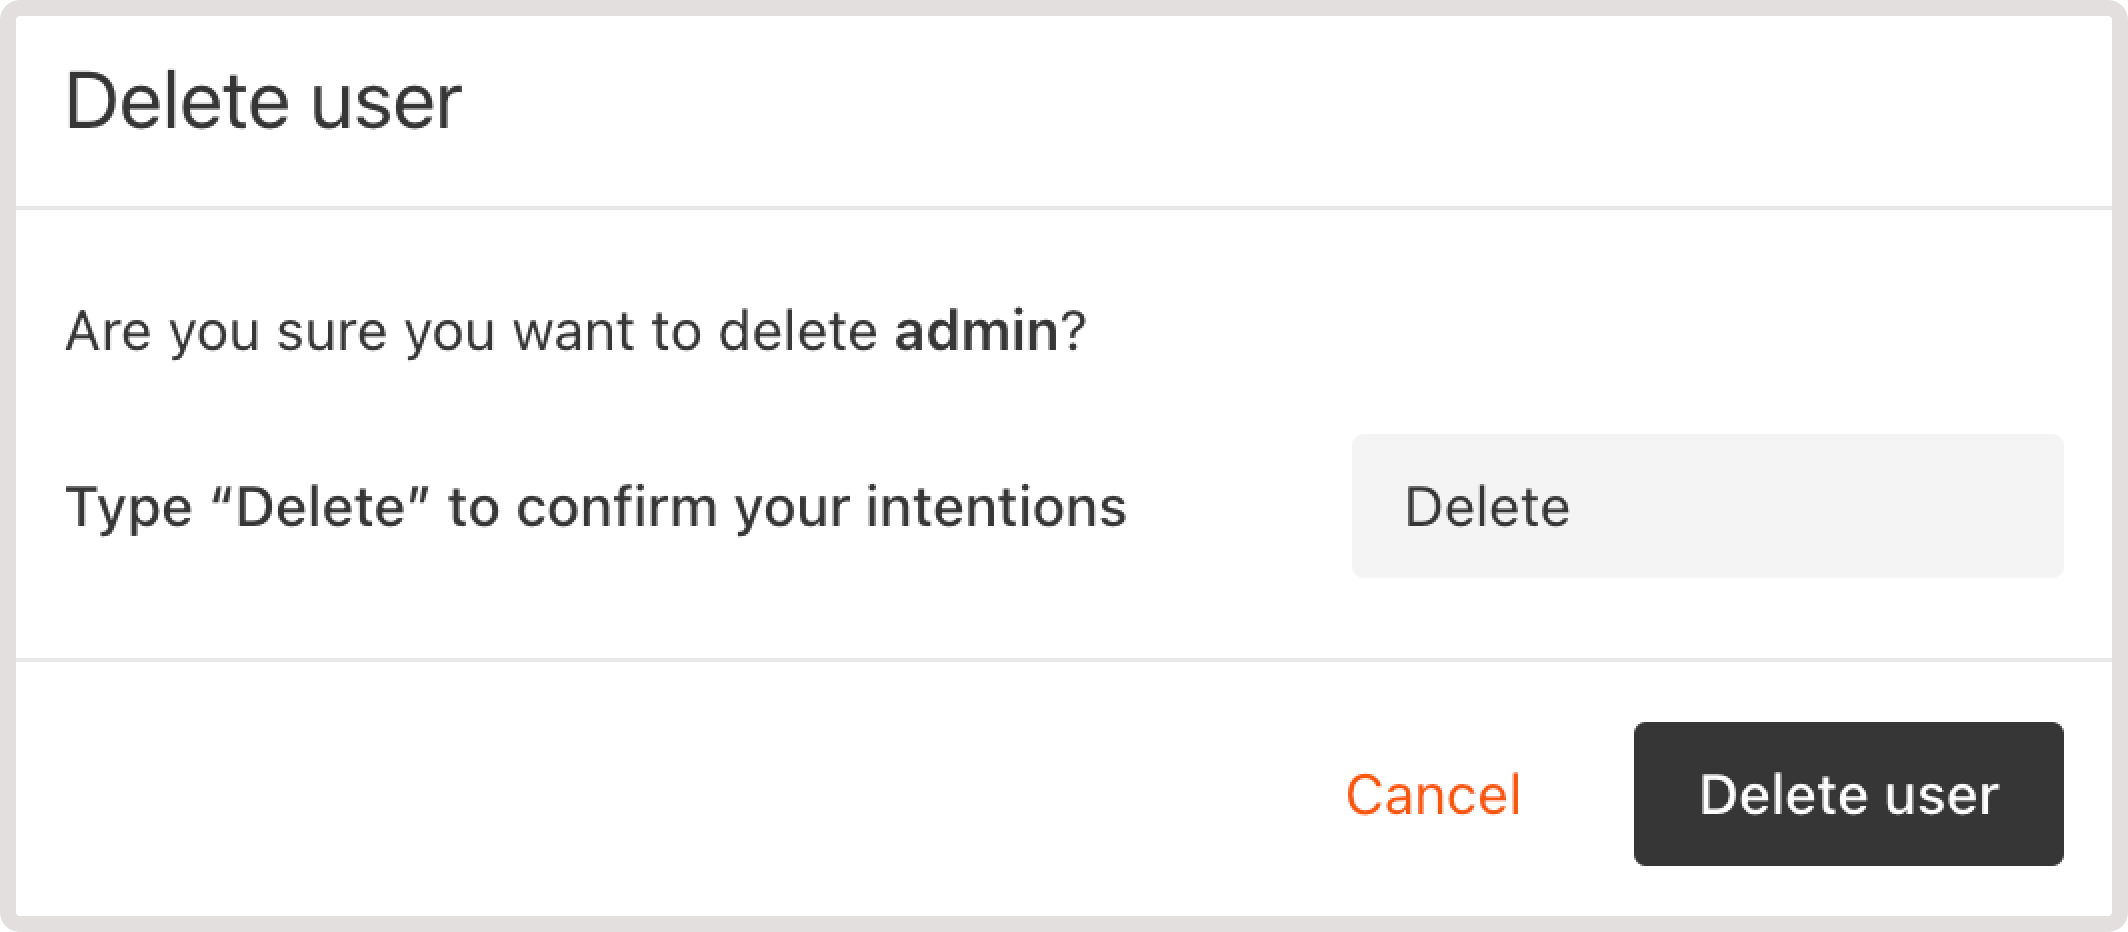 Delete user
Are you sure you want to delete admin?
Type “Delete” to confirm your intentions
Delete
Cancel
Delete user